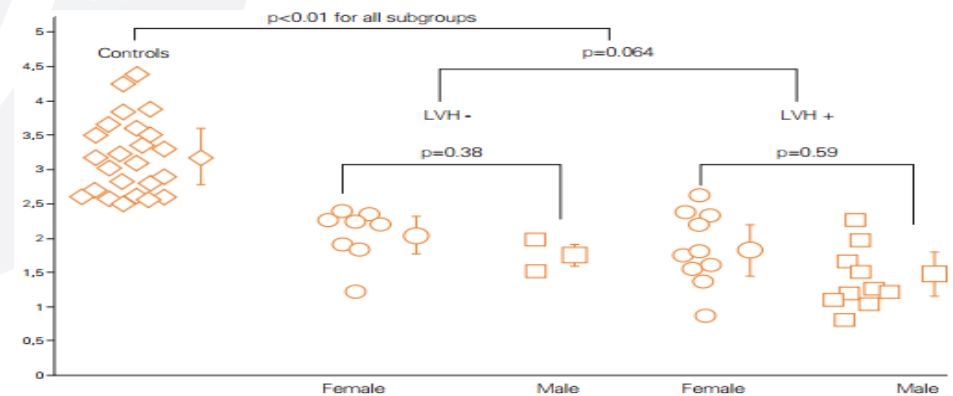 p<0.01 for all subgroups
5
Controls
p=0.064
4,5
4
LVH -
LVH +
3,5
p=0.38
p=0.59
3
2,5
2
1,5
1
0,5
0
Female
Male
Female
Male